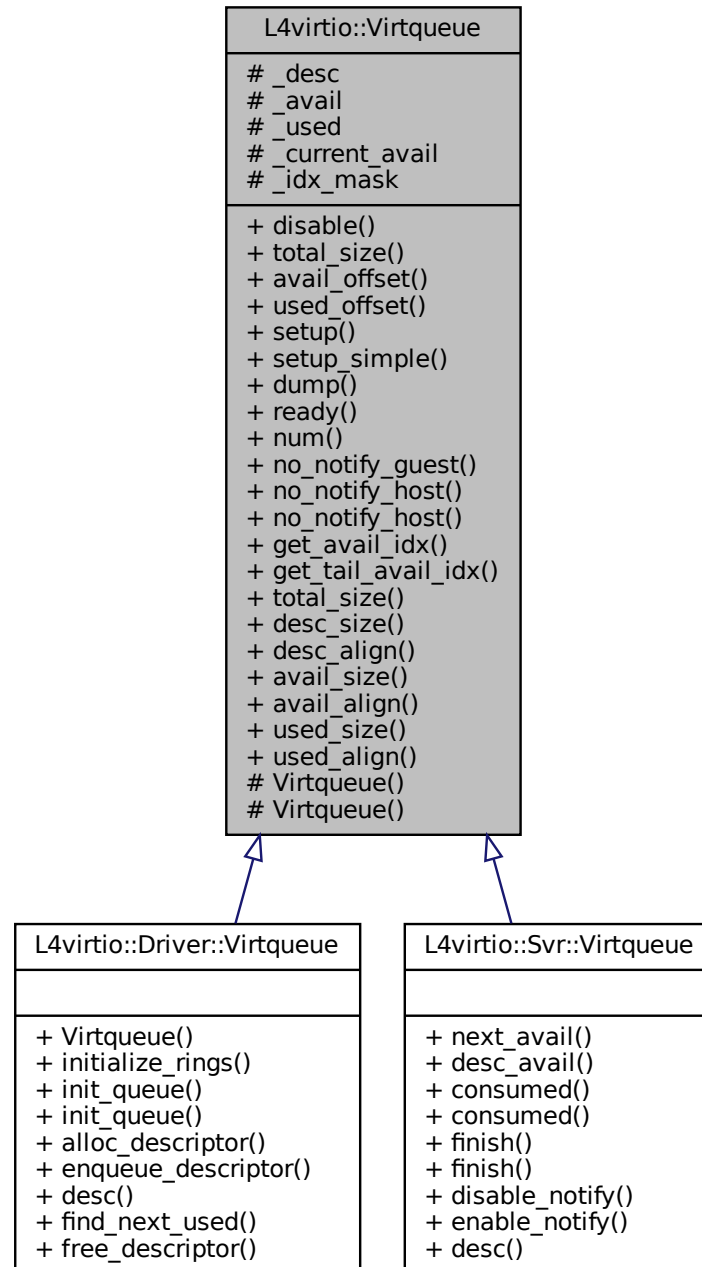 L4virtio::Virtqueue
# _desc
# _avail
# _used
# _current_avail
# _idx_mask
+ disable()
+ total_size()
+ avail_offset()
+ used_offset()
+ setup()
+ setup_simple()
+ dump()
+ ready()
+ num()
+ no_notify_guest()
+ no_notify_host()
+ no_notify_host()
+ get_avail_idx()
+ get_tail_avail_idx()
+ total_size()
+ desc_size()
+ desc_align()
+ avail_size()
+ avail_align()
+ used_size()
+ used_align()
# Virtqueue()
# Virtqueue()
L4virtio::Driver::Virtqueue
+ Virtqueue()
+ initialize_rings()
+ init_queue()
+ init_queue()
+ alloc_descriptor()
+ enqueue_descriptor()
+ desc()
+ find_next_used()
+ free_descriptor()
L4virtio::Svr::Virtqueue
+ next_avail()
+ desc_avail()
+ consumed()
+ consumed()
+ finish()
+ finish()
+ disable_notify()
+ enable_notify()
+ desc()